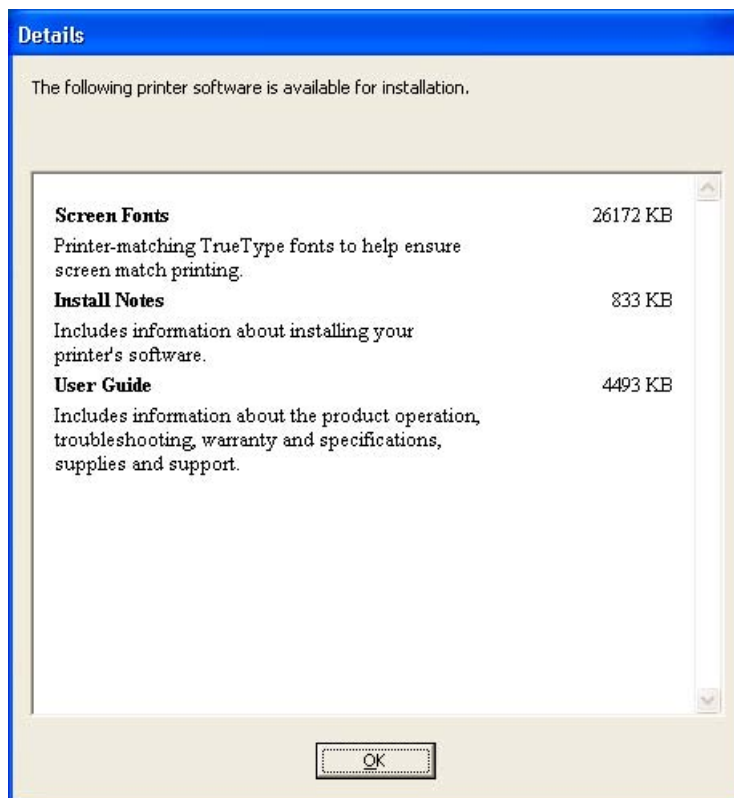 Details
The following printer software is available for installation.
Screen Fonts 26172 KB
Printer-matching TrueType fonts to help ensure
screen match printing.
Install Notes 833 KB
Includes information about installing your
printer's software.
User Guide 4493 KB
Includes information about the product operation,
troubleshooting, warranty and specifications,
supplies and support.
OK